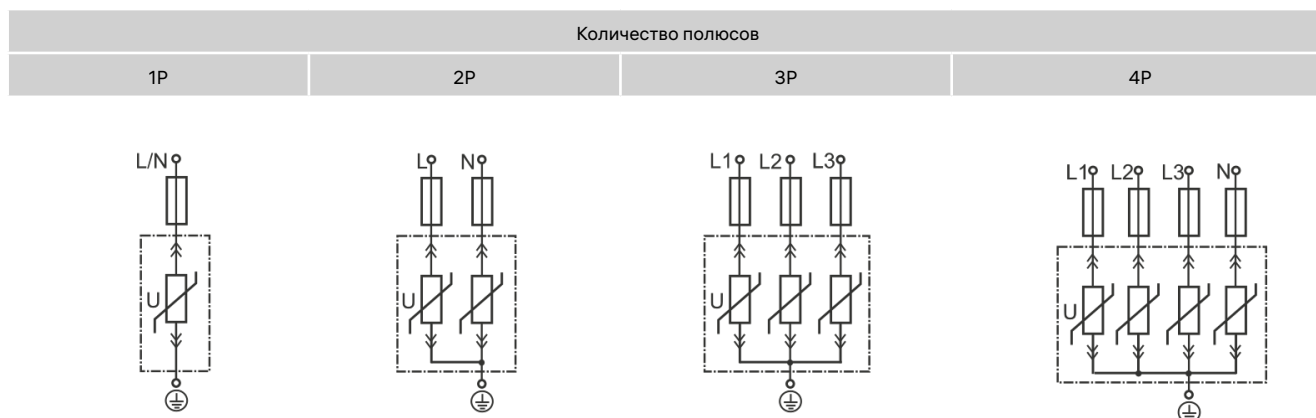 Количество полюсов
1P 2P 3P 4P
L/N L N L1 L2 L3 L1 L2 L3 N
U U U U